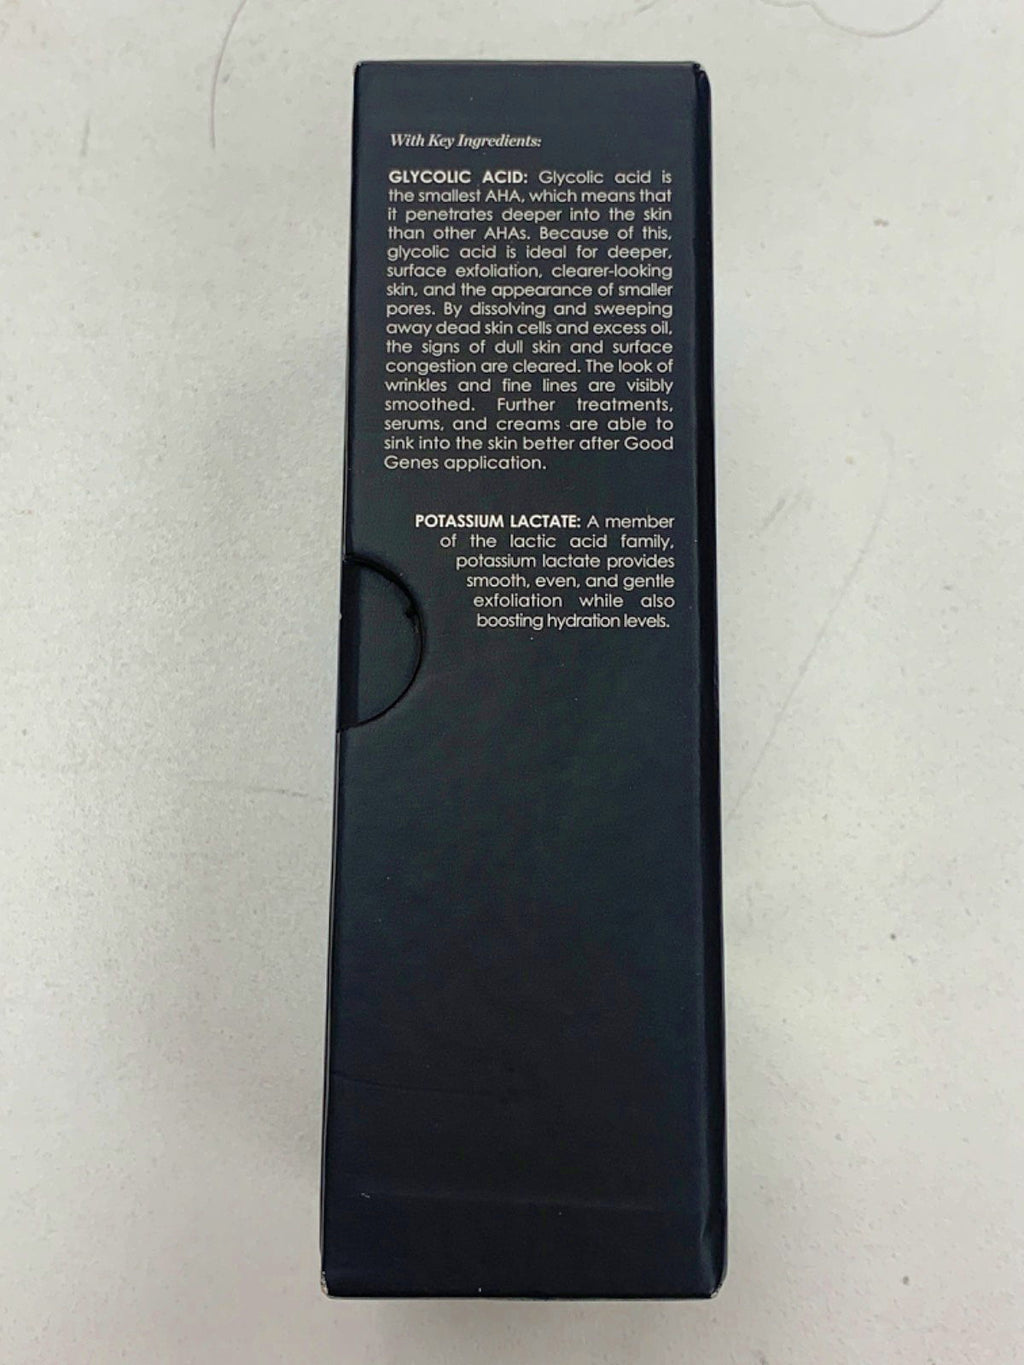 With Key Ingredients:
GLYCOLIC ACID: Glycolic acid is
the smallest AHA, which means that
it penetrates deeper into the skin
than other AHAs. Because of this,
glycolic acid is ideal for deeper,
surface exfoliation, clearer-looking
skin, and the appearance of smaller
pores. By dissolving and sweeping
away dead skin cells and excess oil,
the signs of dull skin and surface
congestion are cleared. The look of
wrinkles and fine lines are visibly
smoothed. Further treatments,
serums, and creams are able to
sink into the skin better after Good
Genes application.
POTASSIUM LACTATE: A member
of the lactic acid family,
potassium lactate provides
smooth, even, and gentle
exfoliation while also
boosting hydration levels.